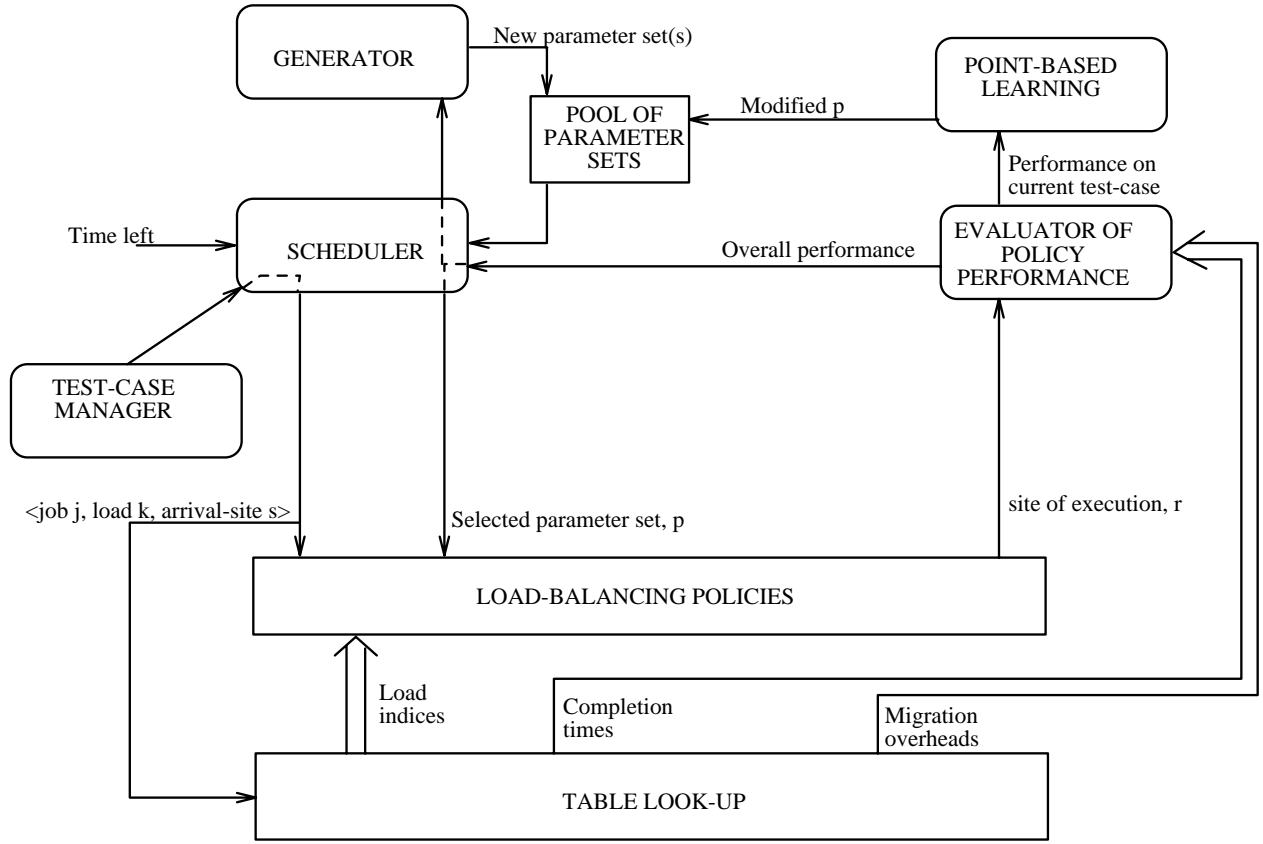 New parameter set(s)
GENERATOR
POINT-BASED
LEARNING
POOL OF
PARAMETER
SETS
Modified p
Performance on
current test-case
Time left
SCHEDULER
Overall performance
EVALUATOR OF
POLICY
PERFORMANCE
TEST-CASE
MANAGER
<job j, load k, arrival-site s>
Selected parameter set, p
site of execution, r
LOAD-BALANCING POLICIES
Load
indices
Completion
times
Migration
overheads
TABLE LOOK-UP